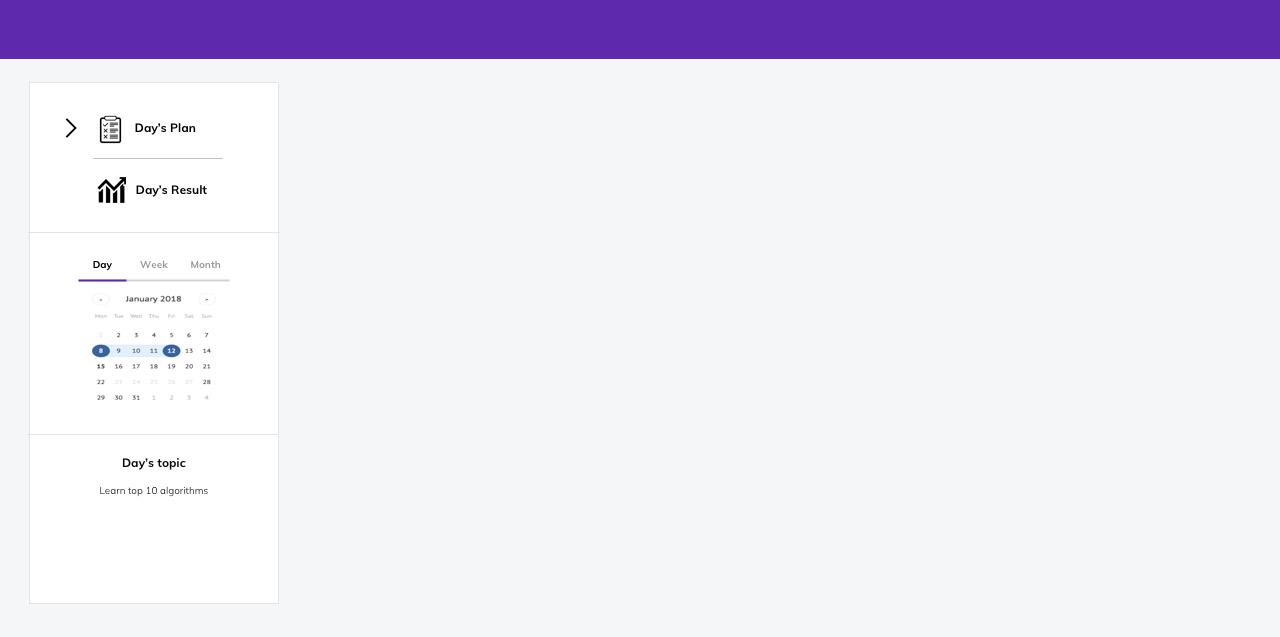 Day's Plan
Day's Result
Day Week Month
January 2018
Mon Tue Wed Thu Fri Sat Sun
1 2 3 4 5 6 7
8 9 10 11 12 13 14
15 16 17 18 19 20 21
22 23 24 25 26 27 28
29 30 31 1 2 3 4
Day's topic
Learn top 10 algorithms